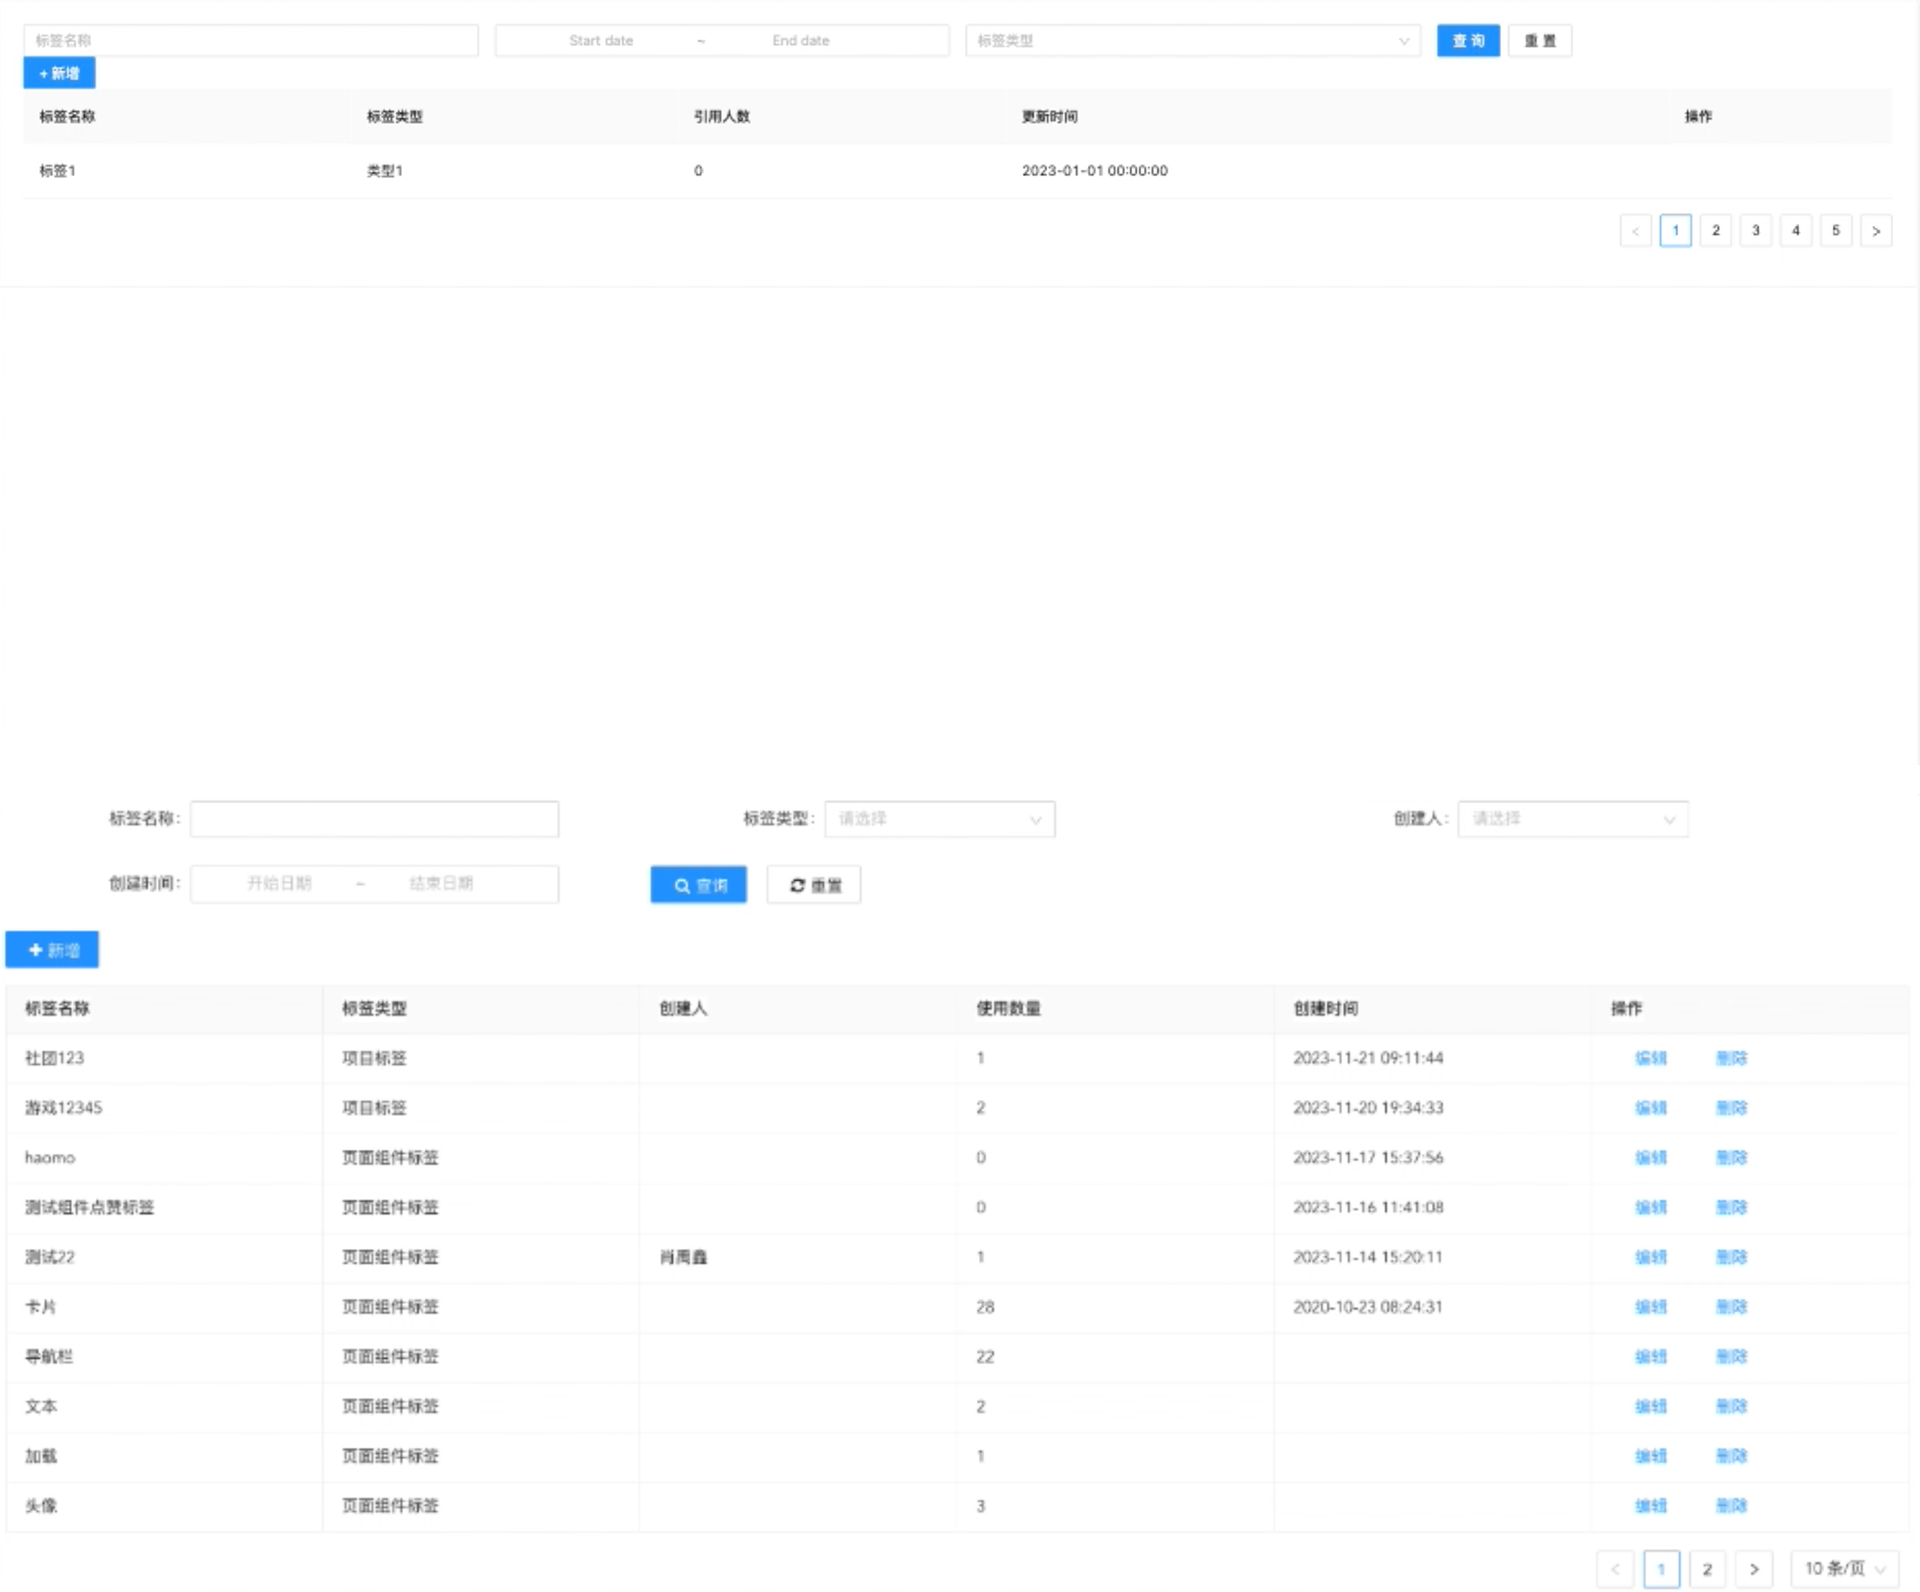 标签名称 Start date ~ End date 标签类型 查 询 重 置
+ 新增
标签名称 标签类型 引用人数 更新时间 操作
标签1 类型1 0 2023-01-01 00:00:00
< 1 2 3 4 5 >
标签名称: 标签类型: 请选择 创建人: 请选择
创建时间: 开始日期 ~ 结束日期 查询 重置
+ 新增
标签名称 标签类型 创建人 使用数量 创建时间 操作
社团123 项目标签 1 2023-11-21 09:11:44 编辑 删除
游戏12345 项目标签 2 2023-11-20 19:34:33 编辑 删除
haomo 页面组件标签 0 2023-11-17 15:37:56 编辑 删除
测试组件点赞标签 页面组件标签 0 2023-11-16 11:41:08 编辑 删除
测试22 页面组件标签 肖禹鑫 1 2023-11-14 15:20:11 编辑 删除
卡片 页面组件标签 28 2020-10-23 08:24:31 编辑 删除
导航栏 页面组件标签 22 编辑 删除
文本 页面组件标签 2 编辑 删除
加载 页面组件标签 1 编辑 删除
头像 页面组件标签 3 编辑 删除
< 1 2 > 10 条/页